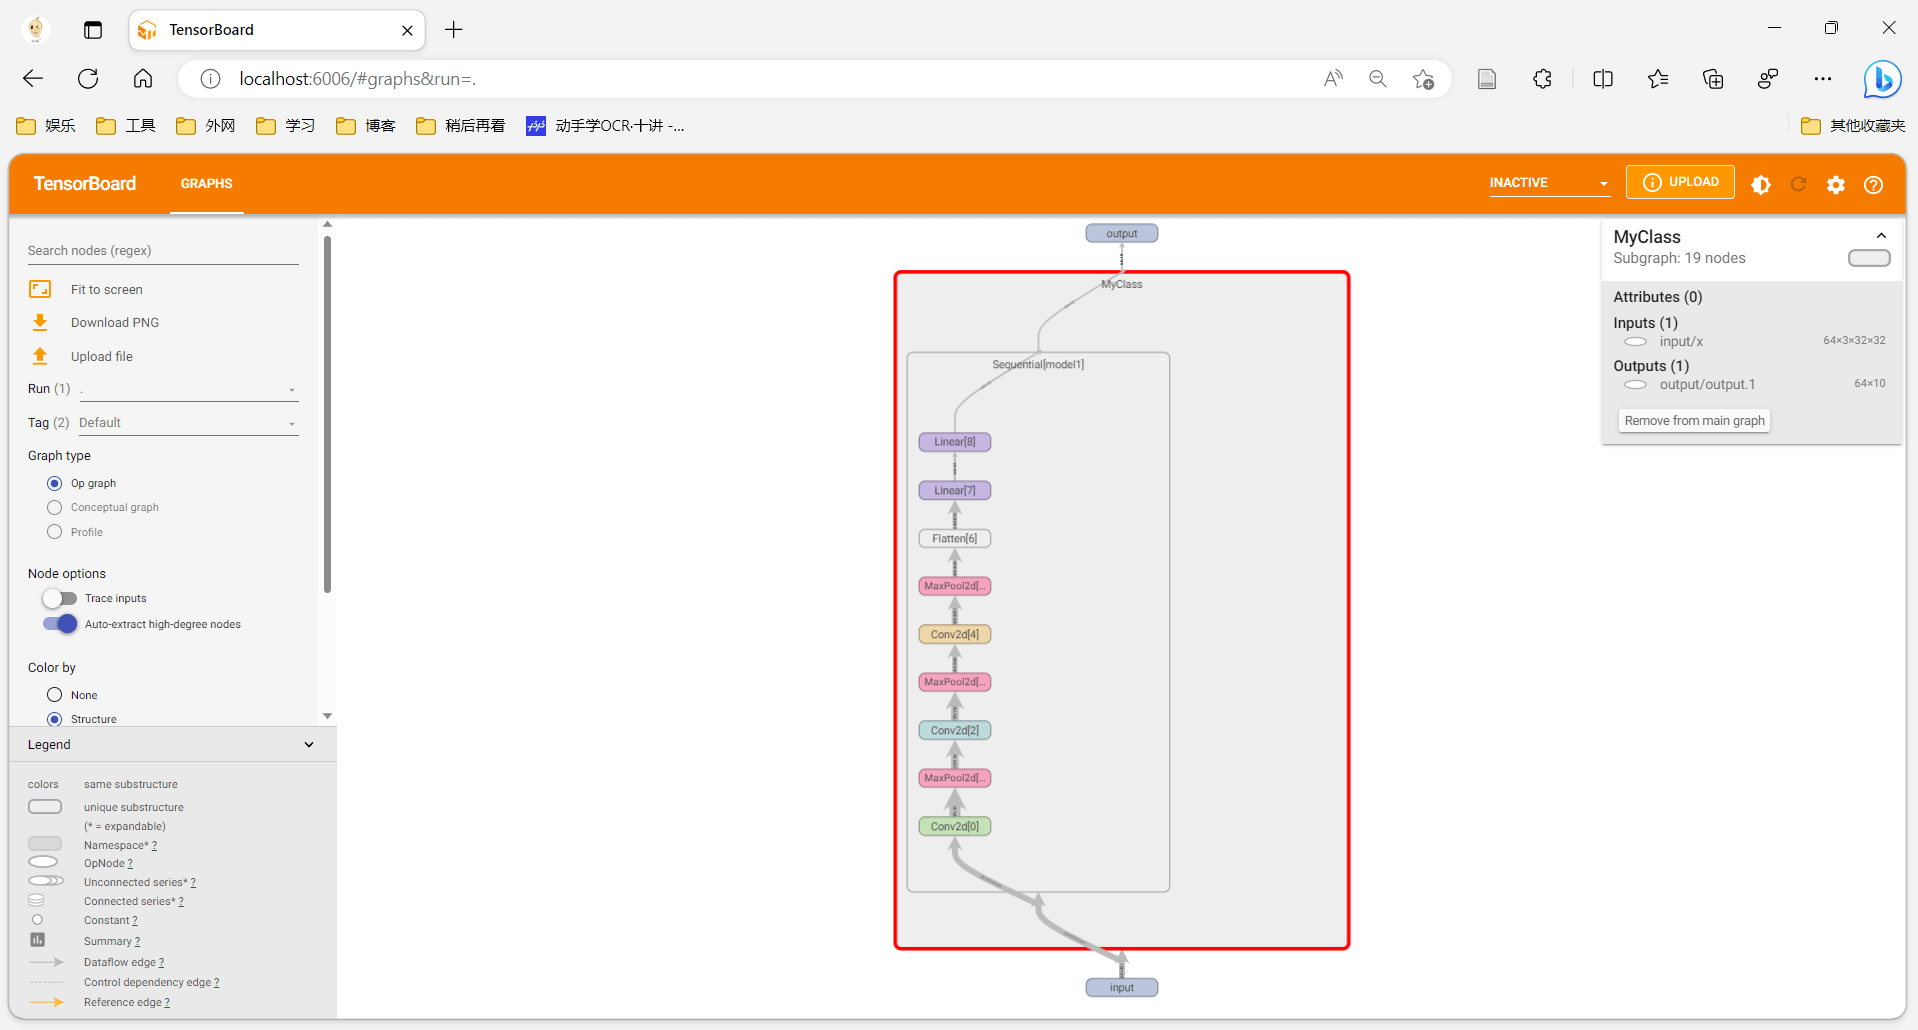 TensorBoard
localhost:6006/#graphs&run=.
娱乐 工具 外网 学习 博客 稍后再看 动手学OCR·十讲 -... 其他收藏夹
TensorBoard GRAPHS INACTIVE UPLOAD
Search nodes (regex)
Fit to screen
Download PNG
Upload file
Run (1) .
Tag (2) Default
Graph type
Op graph
Conceptual graph
Profile
Node options
Trace inputs
Auto-extract high-degree nodes
Color by
None
Structure
Legend
colors same substructure
unique substructure
(* = expandable)
Namespace* ?
OpNode ?
Unconnected series* ?
Connected series* ?
Constant ?
Summary ?
Dataflow edge ?
Control dependency edge ?
Reference edge ?
output
MyClass
Sequential[model1]
Linear[8]
Linear[7]
Flatten[6]
MaxPool2d[...
Conv2d[4]
MaxPool2d[...
Conv2d[2]
MaxPool2d[...
Conv2d[0]
input
MyClass
Subgraph: 19 nodes
Attributes (0)
Inputs (1)
input/x 64×3×32×32
Outputs (1)
output/output.1 64×10
Remove from main graph